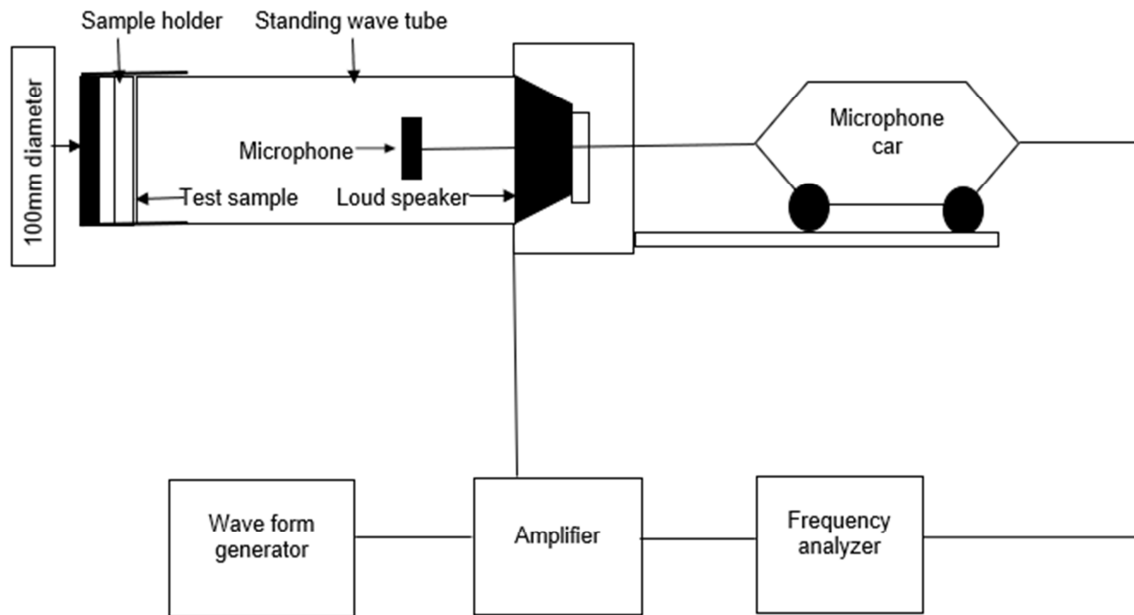 Sample holder
Standing wave tube
100mm diameter
Microphone
Test sample
Loud speaker
Microphone
car
Wave form
generator
Amplifier
Frequency
analyzer